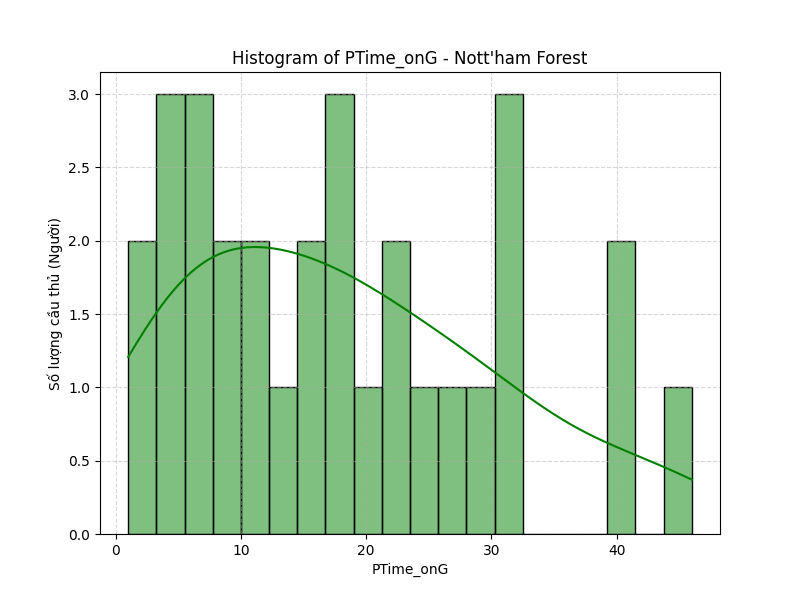 Histogram of PTime_onG - Nott'ham Forest
Số lượng cầu thủ (Người)
3.0
2.5
2.0
1.5
1.0
0.5
0.0
0 10 20 30 40
PTime_onG